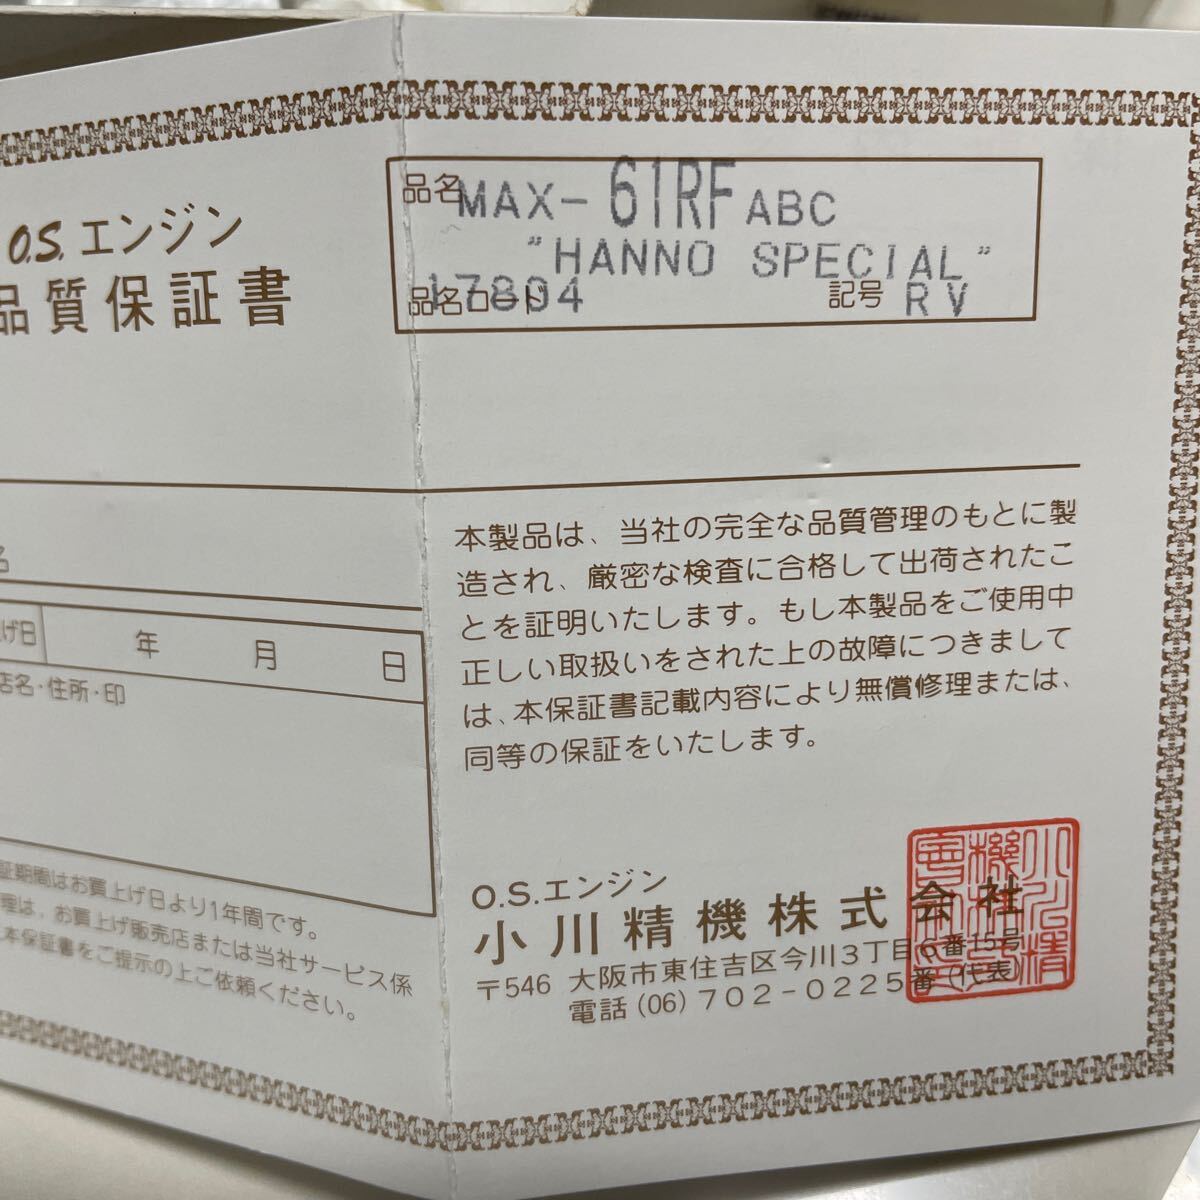 O.S.エンジン
品質保証書
品名 MAX-61RF ABC
"HANNO SPECIAL"
品名コード 17804 記号 RV
名
上げ日 年 月 日
店名・住所・印
証期間はお買上げ日より1年間です。
理は、お買上げ販売店または当社サービス係
本保証書をご提示の上ご依頼ください。
本製品は、当社の完全な品質管理のもとに製
造され、厳密な検査に合格して出荷されたこ
とを証明いたします。もし本製品をご使用中
正しい取扱いをされた上の故障につきまして
は、本保証書記載内容により無償修理または、
同等の保証をいたします。
O.S.エンジン
小川精機株式会社
〒546 大阪市東住吉区今川3丁目6番15号
電話(06)702-0225番(代表)